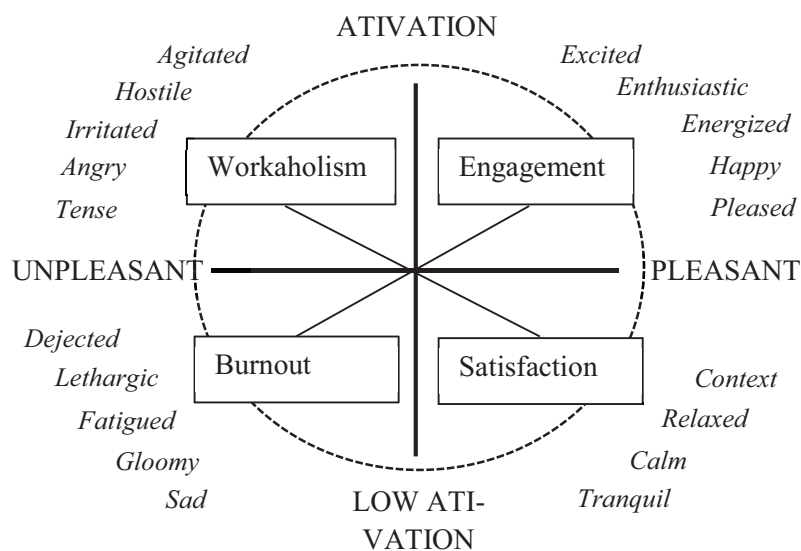 ATIVATION
Agitated
Excited
Hostile
Enthusiastic
Irritated
Energized
Workaholism
Engagement
Angry
Happy
Tense
Pleased
UNPLEASANT
PLEASANT
Dejected
Burnout
Satisfaction
Lethargic
Context
Fatigued
Relaxed
Gloomy
Calm
Sad
Tranquil
LOW ATI-
VATION